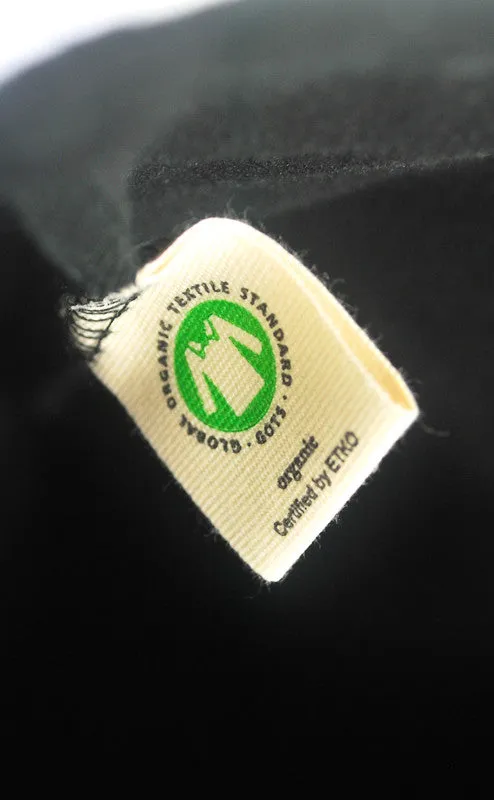 GLOBAL ORGANIC TEXTILE STANDARD · GOTS ·
organic
Certified by ETKO